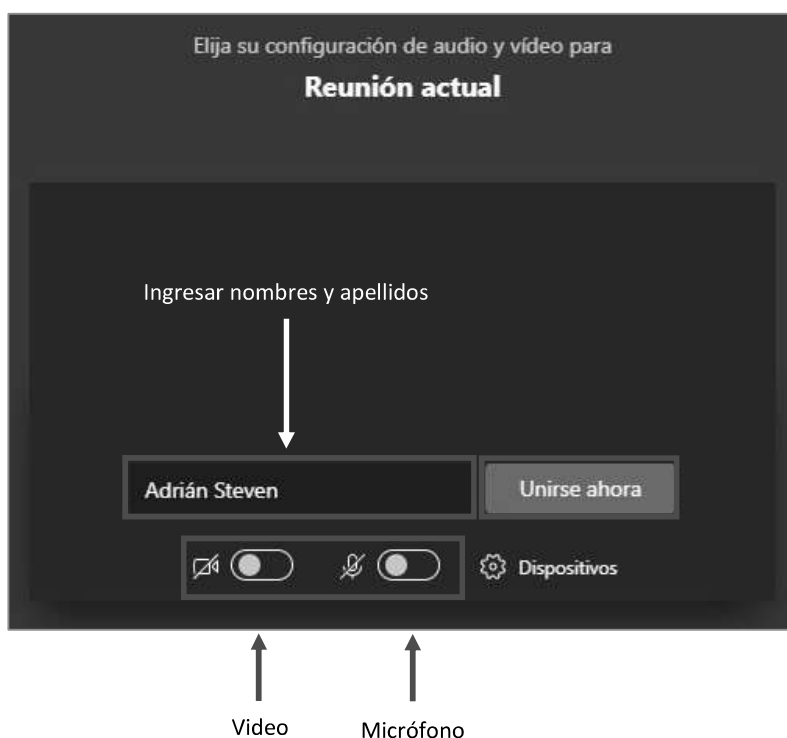 Elija su configuración de audio y vídeo para
Reunión actual
Ingresar nombres y apellidos
Adrián Steven
Unirse ahora
Dispositivos
Video
Micrófono